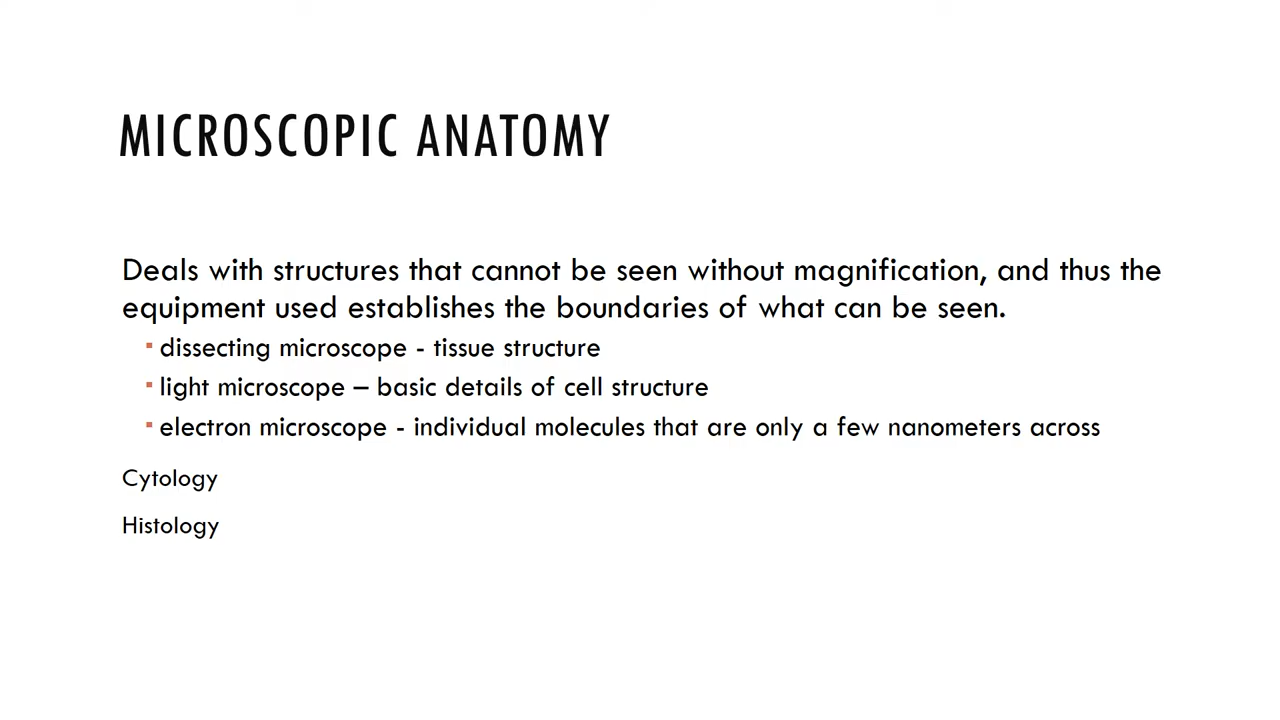 MICROSCOPIC ANATOMY
Deals with structures that cannot be seen without magnification, and thus the
equipment used establishes the boundaries of what can be seen.
▪ dissecting microscope - tissue structure
▪ light microscope – basic details of cell structure
▪ electron microscope - individual molecules that are only a few nanometers across
Cytology
Histology